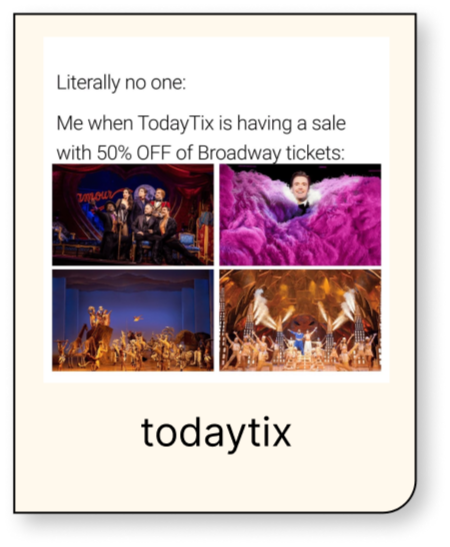 Literally no one:
Me when TodayTix is having a sale
with 50% OFF of Broadway tickets:
amour
todaytix